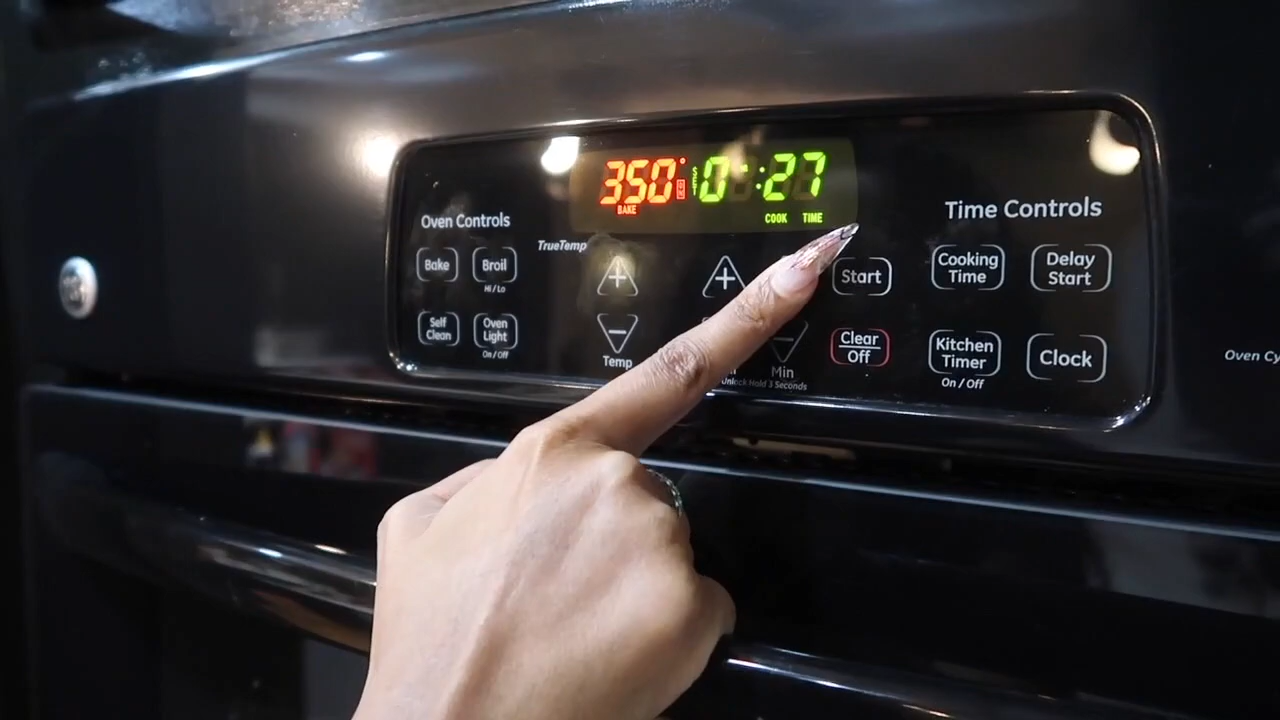 350°
BAKE
0:27
COOK TIME
Oven Controls
Bake
Broil
Hi/Lo
Self
Clean
Oven
Light
On/Off
TrueTemp
+
−
Temp
+
−
Min
Unlock Hold 3 Seconds
Start
Clear
Off
Time Controls
Cooking
Time
Delay
Start
Kitchen
Timer
On/Off
Clock
Oven